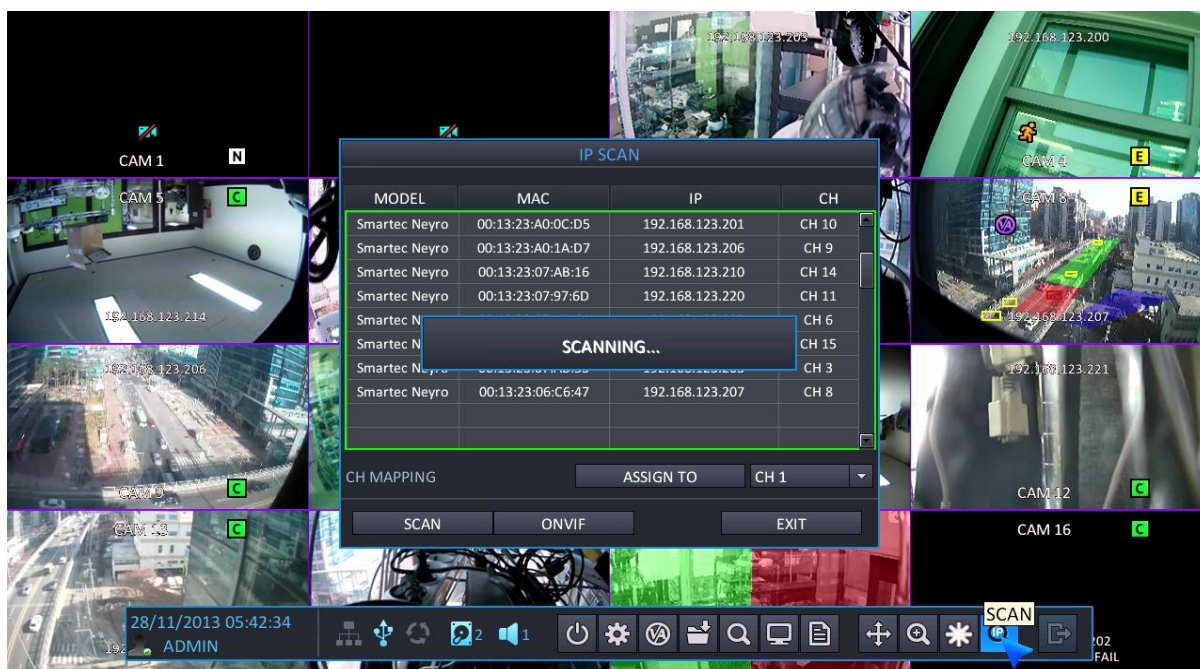 192.168.123.203
192.168.123.200
CAM 1
N
CAM 4
E
IP SCAN
MODEL MAC IP CH
Smartec Neyro 00:13:23:A0:0C:D5 192.168.123.201 CH 10
Smartec Neyro 00:13:23:A0:1A:D7 192.168.123.206 CH 9
Smartec Neyro 00:13:23:07:AB:16 192.168.123.210 CH 14
Smartec Neyro 00:13:23:07:97:6D 192.168.123.220 CH 11
Smartec N CH 6
Smartec N CH 15
Smartec CH 3
Smartec Neyro 00:13:23:06:C6:47 192.168.123.207 CH 8
SCANNING...
CH MAPPING
ASSIGN TO
CH 1
SCAN
ONVIF
EXIT
CAM 5
C
192.168.123.214
CAM 8
E
VA
192.168.123.207
192.168.123.206
CAM 9
C
192.168.123.221
CAM 12
C
CAM 13
C
CAM 16
C
28/11/2013 05:42:34
ADMIN
2
1
VA
SCAN
IP
192
202
FAIL